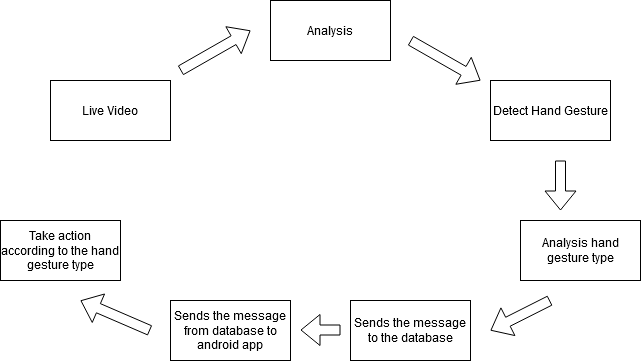 Analysis
Live Video
Detect Hand Gesture
Analysis hand
gesture type
Sends the message
to the database
Sends the message
from database to
android app
Take action
according to the hand
gesture type